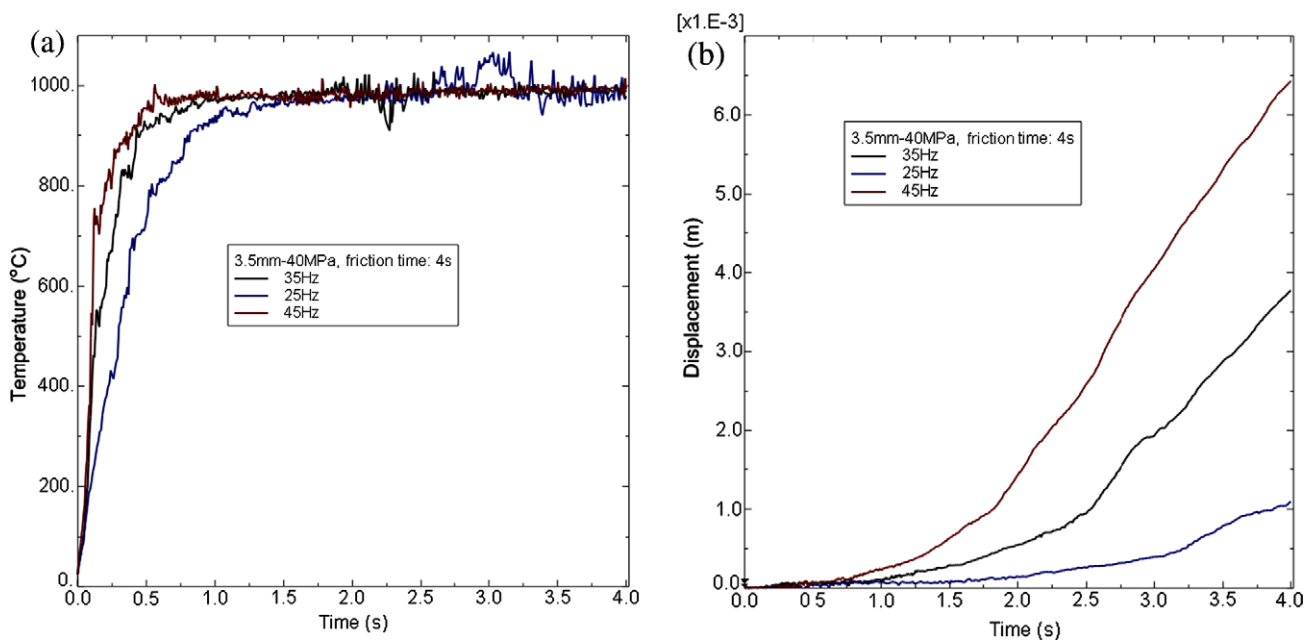 (a)
1000.
800.
600.
400.
200.
0.
Temperature (°C)
3.5mm-40MPa, friction time: 4s
35Hz
25Hz
45Hz
0.0 0.5 1.0 1.5 2.0 2.5 3.0 3.5 4.0
Time (s)
[x1.E-3]
(b)
6.0
5.0
4.0
3.0
2.0
1.0
0.0
Displacement (m)
3.5mm-40MPa, friction time: 4s
35Hz
25Hz
45Hz
0.0 0 5 1.0 1.5 2.0 2.5 3.0 3.5 4.0
Time (s)